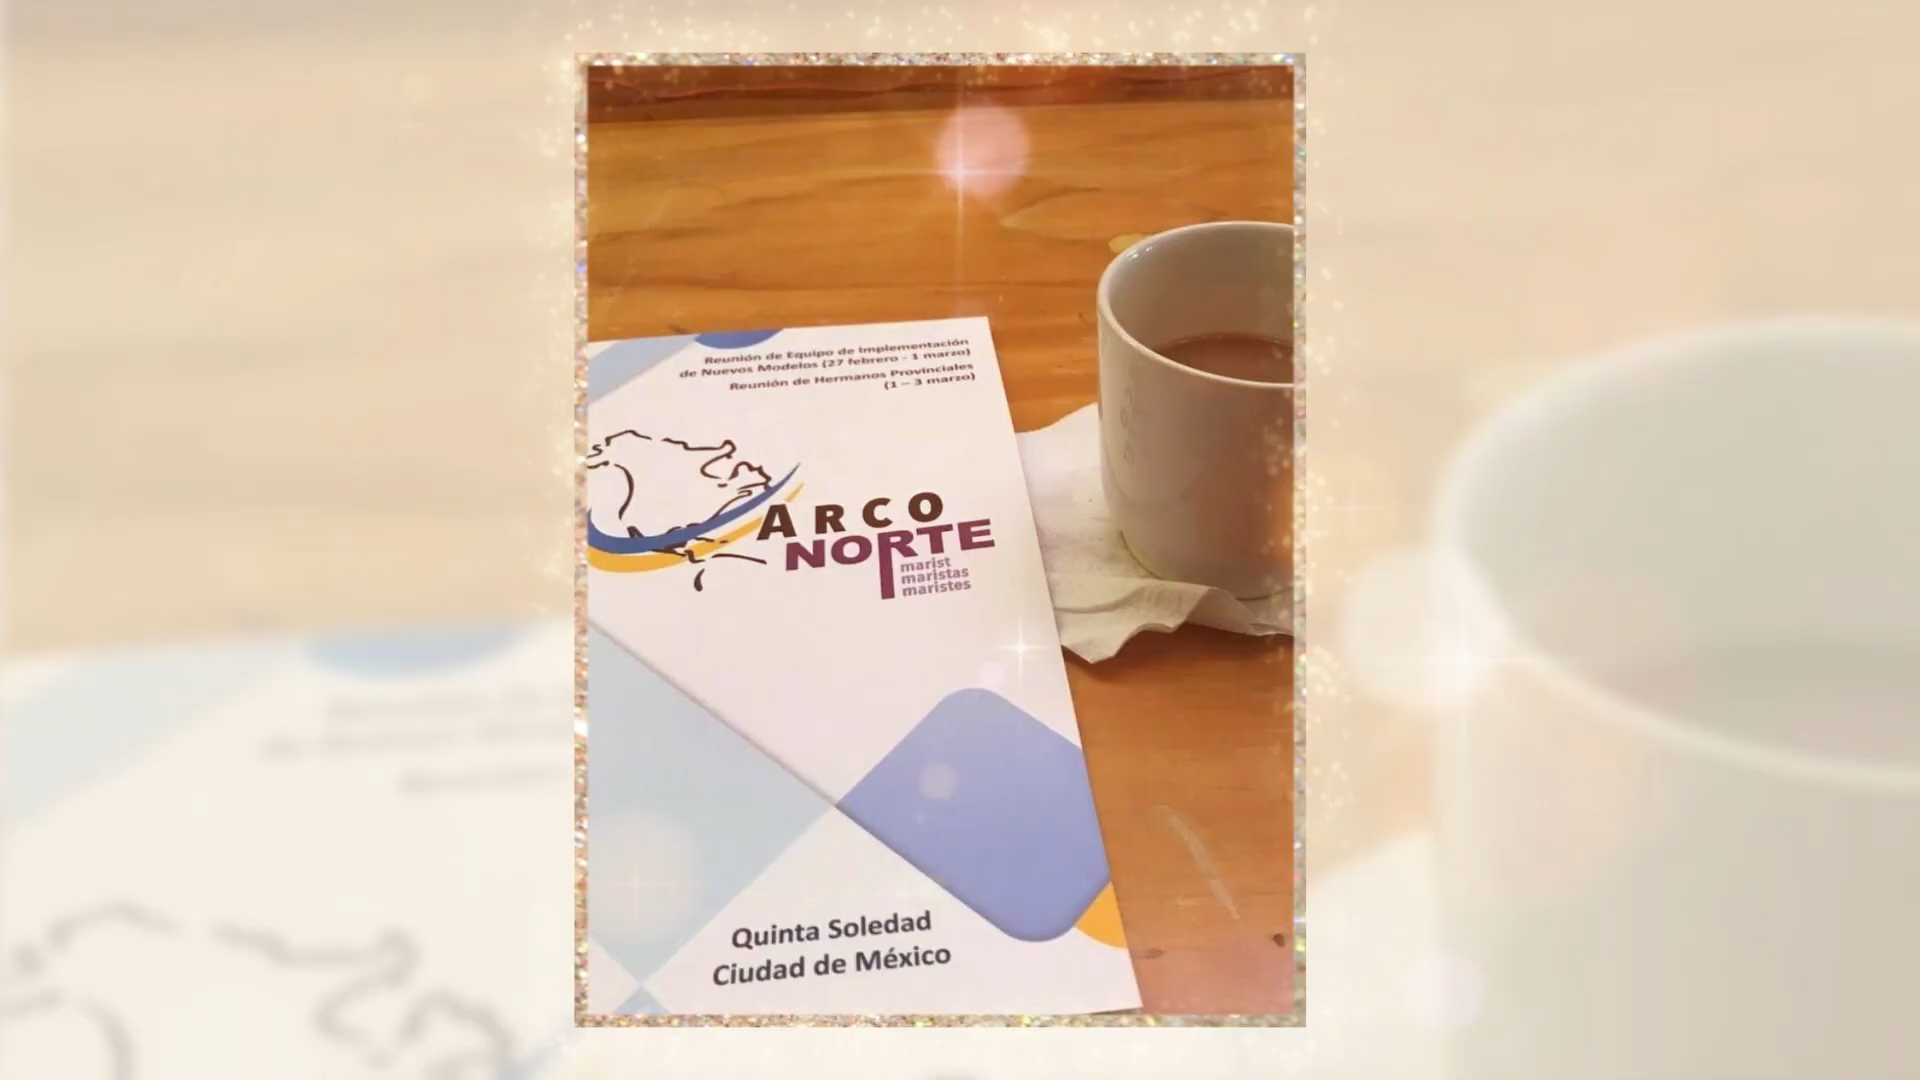 Reunión de Equipo de Implementación
de Nuevos Modelos (27 febrero - 1 marzo)
Reunión de Hermanos Provinciales
(1 – 3 marzo)
ARCO
NORTE
marist
maristas
maristes
Quinta Soledad
Ciudad de México